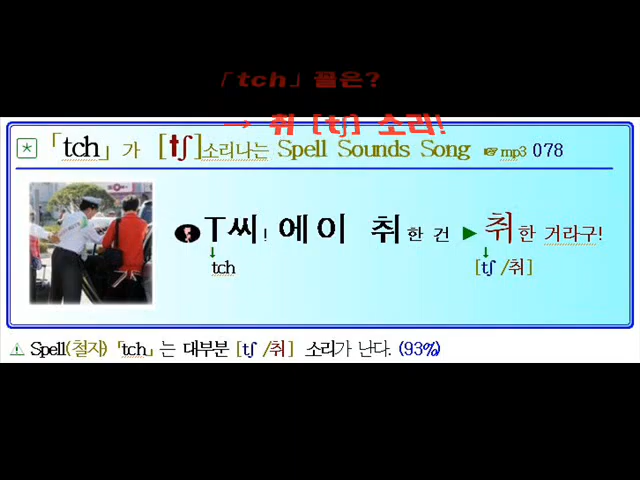 「tch」꼴은?
→ 취 [tʃ] 소리!
* 「tch」가 [tʃ]소리나는 Spell Sounds Song ☞mp3 078
T씨! 에이 취한 건 ▶ 취한 거라구!
↓ ↓
tch [tʃ /취]
⚠ Spell(철자)「tch」는 대부분 [tʃ /취] 소리가 난다. (93%)